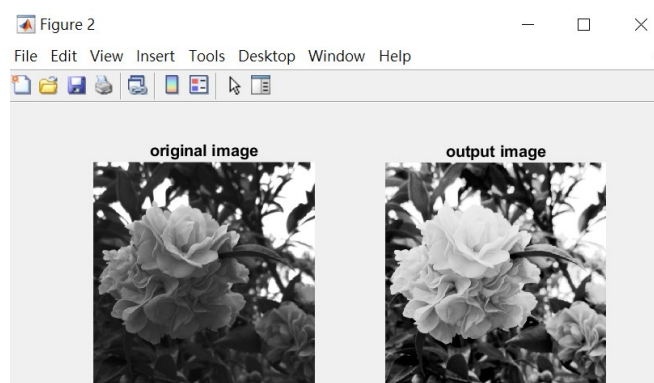 Figure 2
File Edit View Insert Tools Desktop Window Help
original image
output image